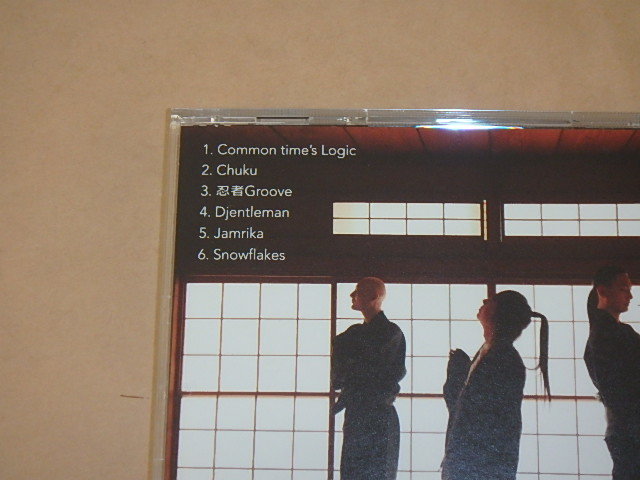 1. Common time's Logic
2. Chuku
3. 忍者Groove
4. Djentleman
5. Jamrika
6. Snowflakes